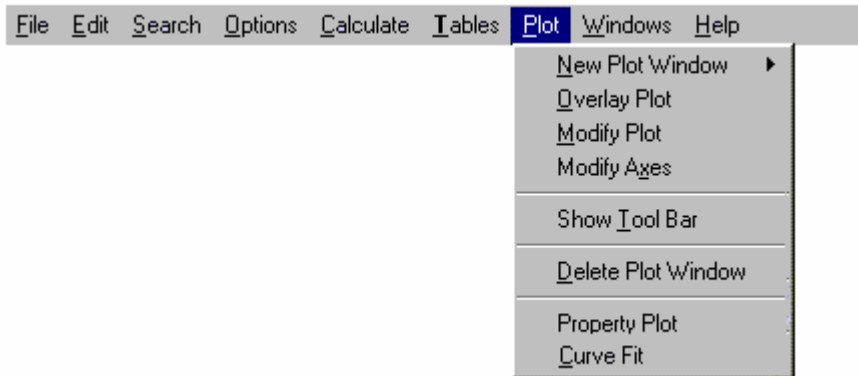 File Edit Search Options Calculate Tables Plot Windows Help
New Plot Window
Overlay Plot
Modify Plot
Modify Axes
Show Tool Bar
Delete Plot Window
Property Plot
Curve Fit